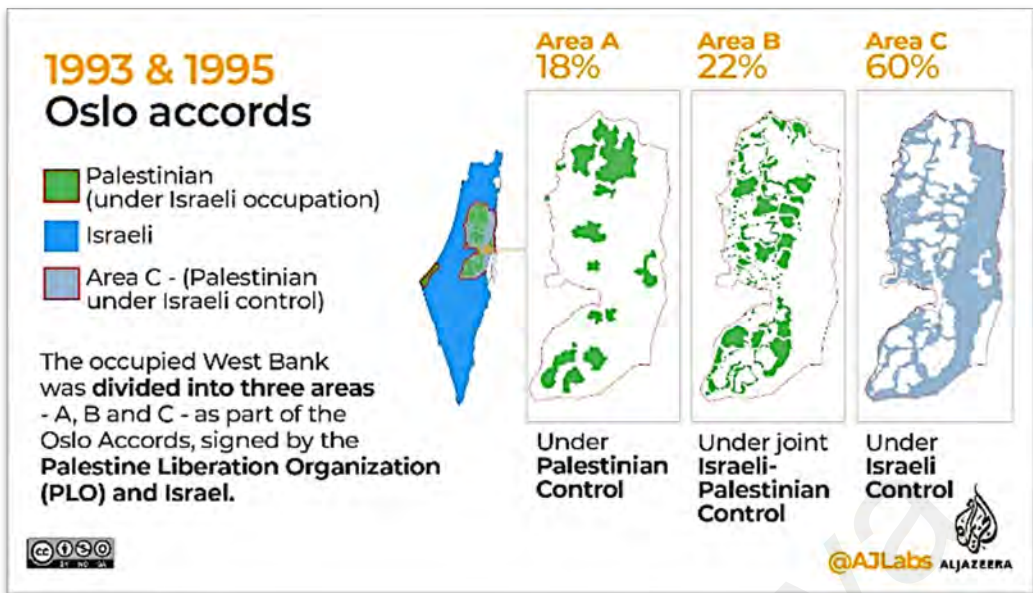 1993 & 1995
Oslo accords
Palestinian
(under Israeli occupation)
Israeli
Area C - (Palestinian
under Israeli control)
The occupied West Bank
was divided into three areas
- A, B and C - as part of the
Oslo Accords, signed by the
Palestine Liberation Organization
(PLO) and Israel.
Area A
18%
Under
Palestinian
Control
Area B
22%
Under joint
Israeli-
Palestinian
Control
Area C
60%
Under
Israeli
Control
@AJLabs ALJAZEERA
cc